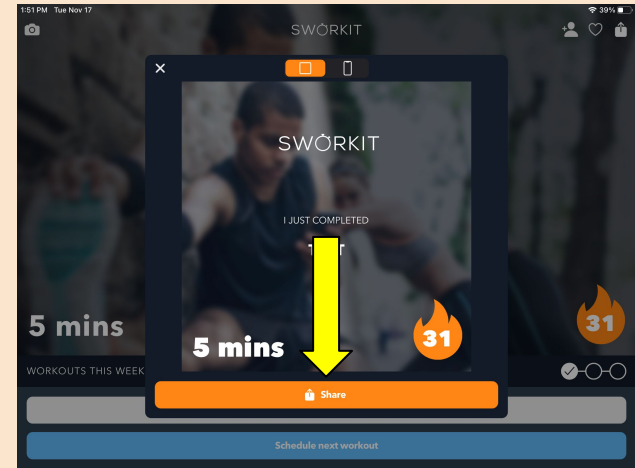 1:51 PM Tue Nov 17
39%
SWORKIT
SWORKIT
I JUST COMPLETED
5 mins
31
5 mins
31
WORKOUTS THIS WEEK
Share
Schedule next workout